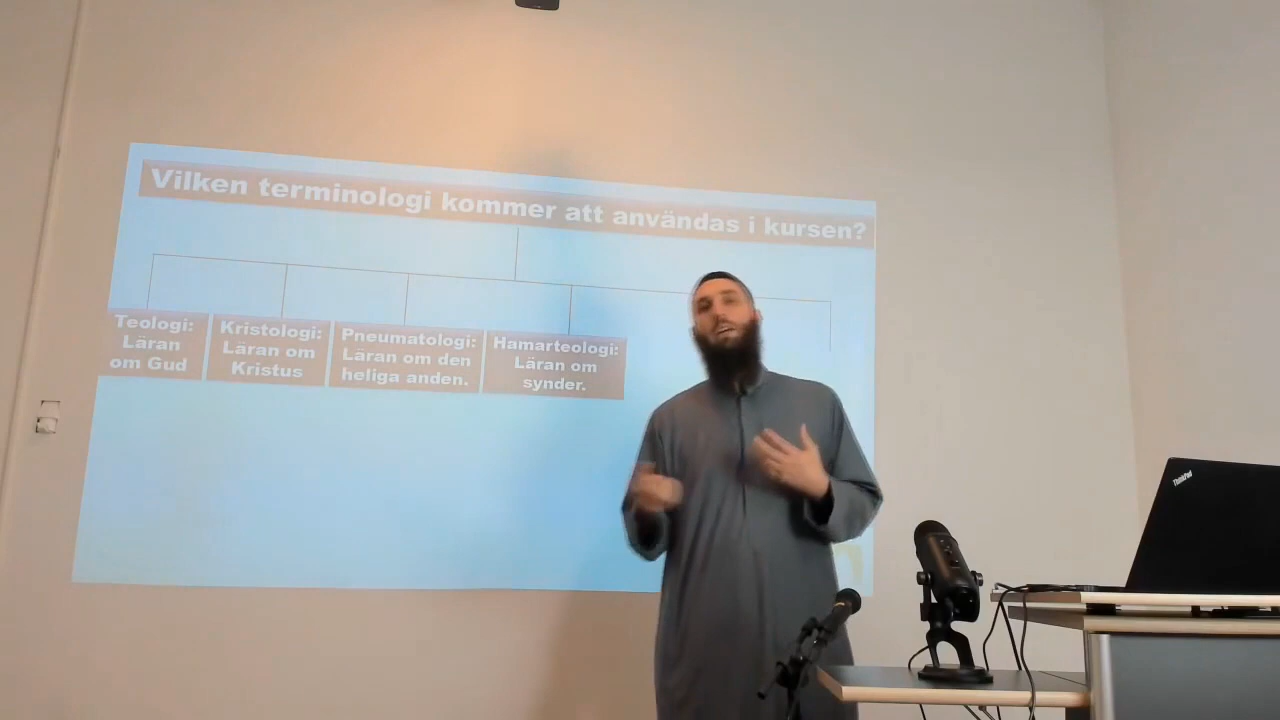 Vilken terminologi kommer att användas i kursen?
Teologi:
Läran
om Gud
Kristologi:
Läran om
Kristus
Pneumatologi:
Läran om den
heliga anden.
Hamarteologi:
Läran om
synder.
ThinkPad